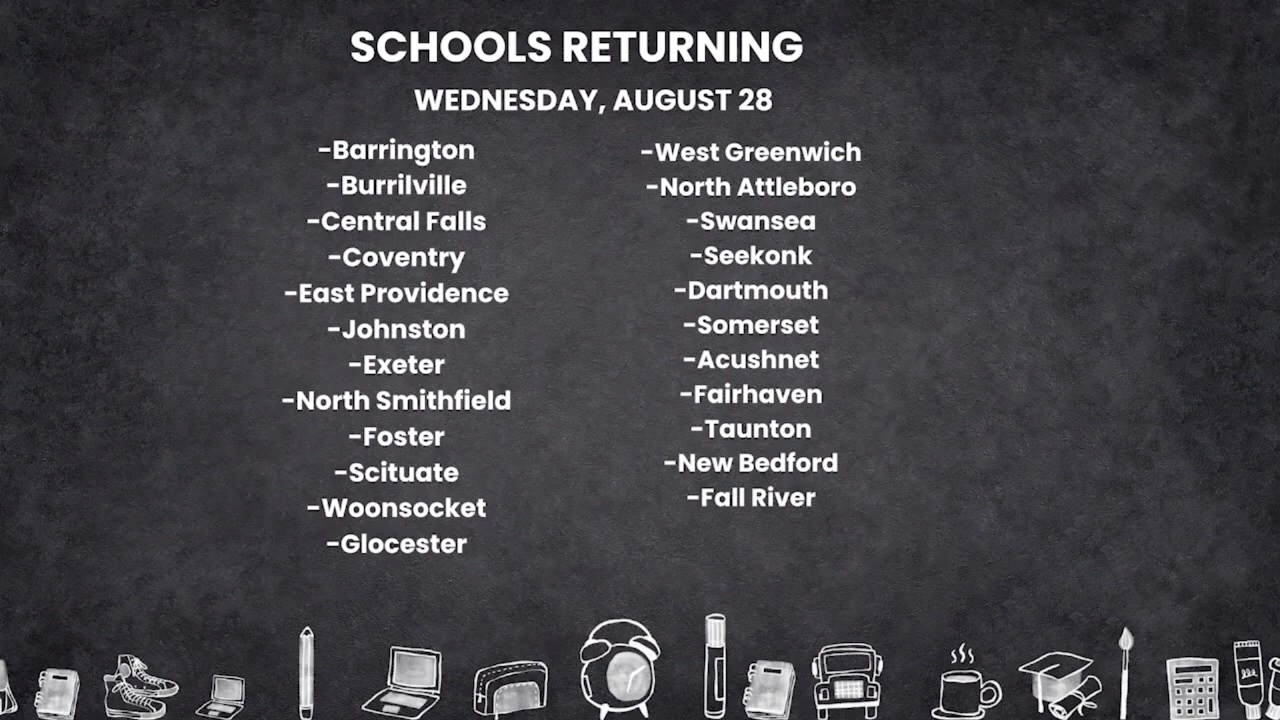 SCHOOLS RETURNING
WEDNESDAY, AUGUST 28
-Barrington
-Burrilville
-Central Falls
-Coventry
-East Providence
-Johnston
-Exeter
-North Smithfield
-Foster
-Scituate
-Woonsocket
-Glocester
-West Greenwich
-North Attleboro
-Swansea
-Seekonk
-Dartmouth
-Somerset
-Acushnet
-Fairhaven
-Taunton
-New Bedford
-Fall River